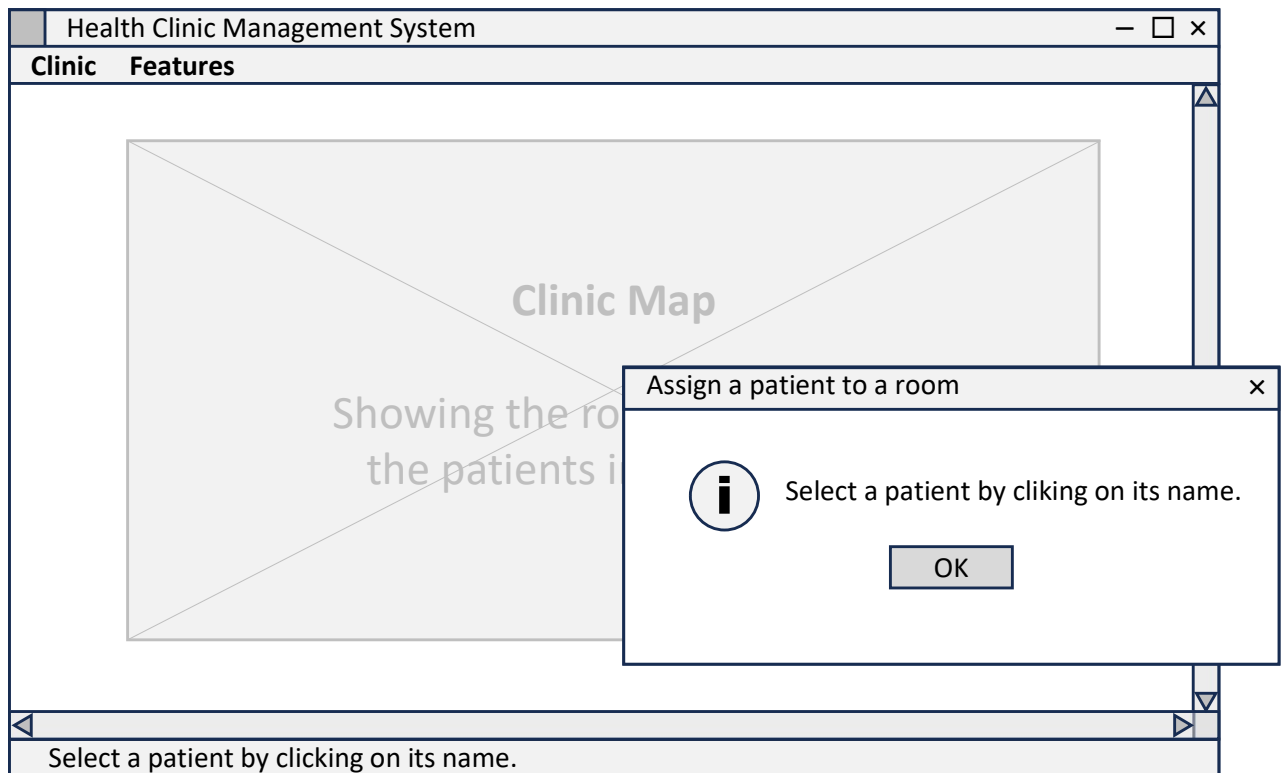 Health Clinic Management System
Clinic Features
Clinic Map
Showing the ro
the patients i
Assign a patient to a room
i
Select a patient by cliking on its name.
OK
Select a patient by clicking on its name.